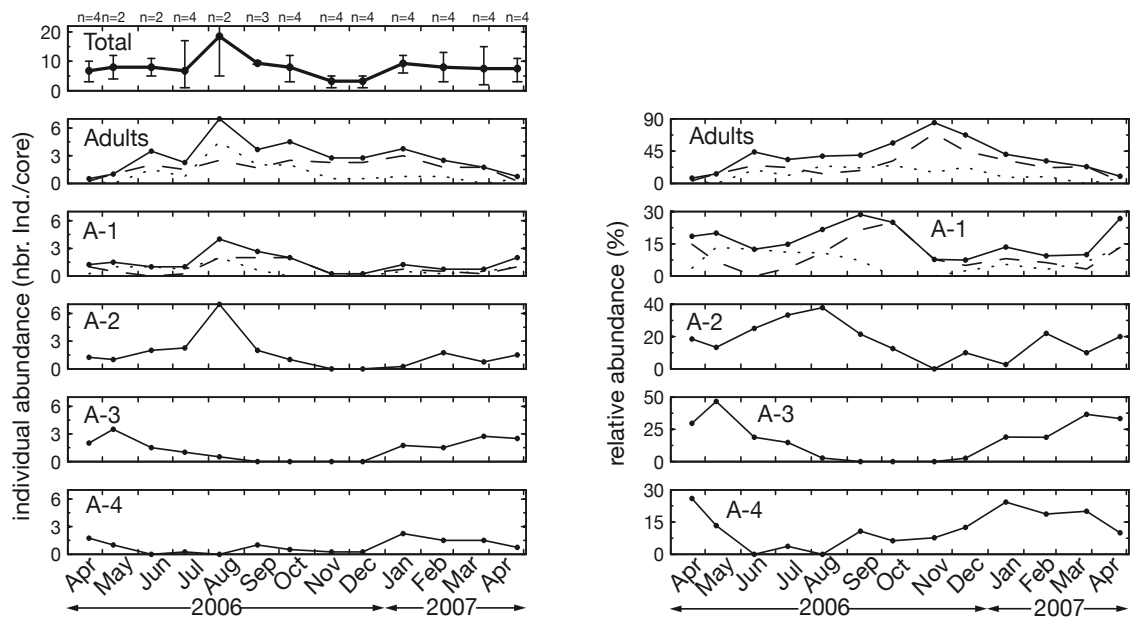 n=4 n=2 n=2 n=4 n=2 n=3 n=4 n=4 n=4 n=4 n=4 n=4 n=4
Total
20
10
0
individual abundance (nbr. Ind./core)
Adults
6
3
0
A-1
6
3
0
A-2
6
3
0
A-3
6
3
0
A-4
6
3
0
Apr May Jun Jul Aug Sep Oct Nov Dec Jan Feb Mar Apr
2006 2007
relative abundance (%)
Adults
90
45
0
A-1
30
15
0
A-2
40
20
0
A-3
50
25
0
A-4
30
15
0
Apr May Jun Jul Aug Sep Oct Nov Dec Jan Feb Mar Apr
2006 2007